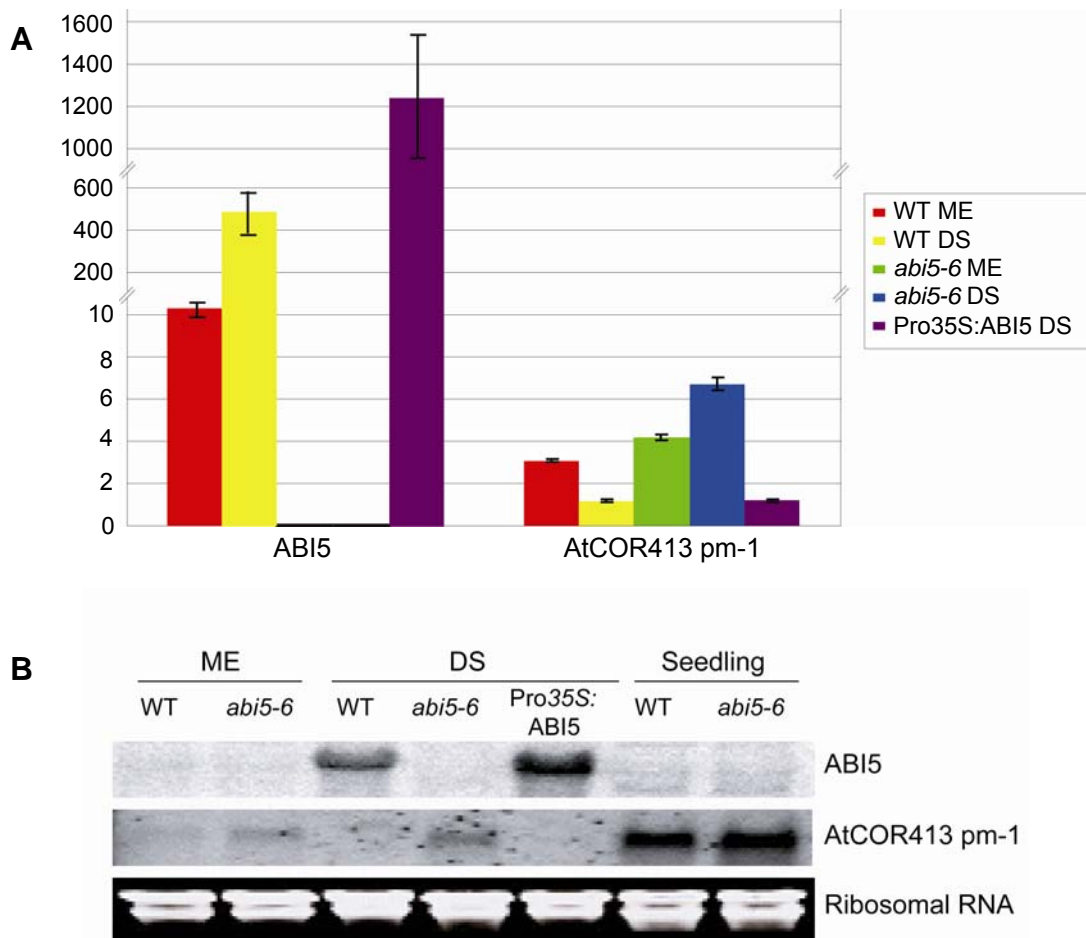 A
1600
1400
1200
1000
600
400
200
10
8
6
4
2
0
ABI5 AtCOR413 pm-1
WT ME
WT DS
abi5-6 ME
abi5-6 DS
Pro35S:ABI5 DS
B
ME DS Seedling
WT abi5-6 WT abi5-6 Pro35S: WT abi5-6
ABI5
ABI5
AtCOR413 pm-1
Ribosomal RNA